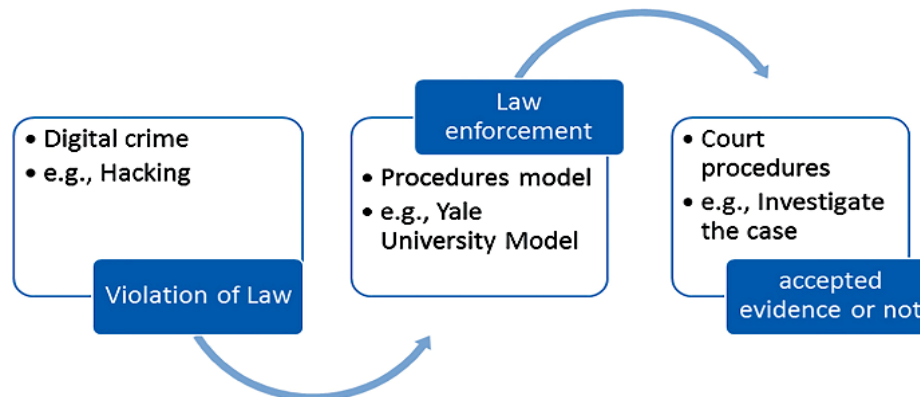 • Digital crime
• e.g., Hacking
Violation of Law
Law
enforcement
• Procedures model
• e.g., Yale
University Model
• Court
procedures
• e.g., Investigate
the case
accepted
evidence or not